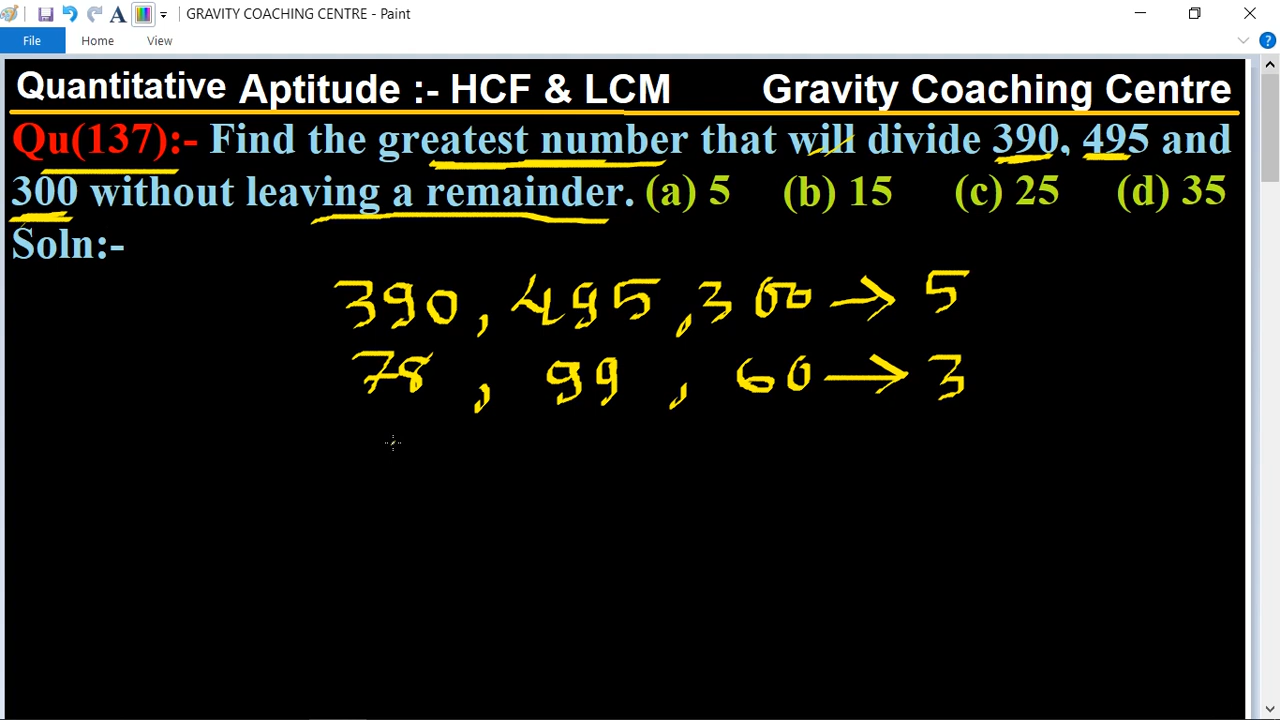 GRAVITY COACHING CENTRE - Paint
File Home View
Quantitative Aptitude :- HCF & LCM Gravity Coaching Centre
Qu(137):- Find the greatest number that will divide 390, 495 and
300 without leaving a remainder. (a) 5 (b) 15 (c) 25 (d) 35
Soln:-
390, 495, 300 → 5
78, 99, 60 → 3